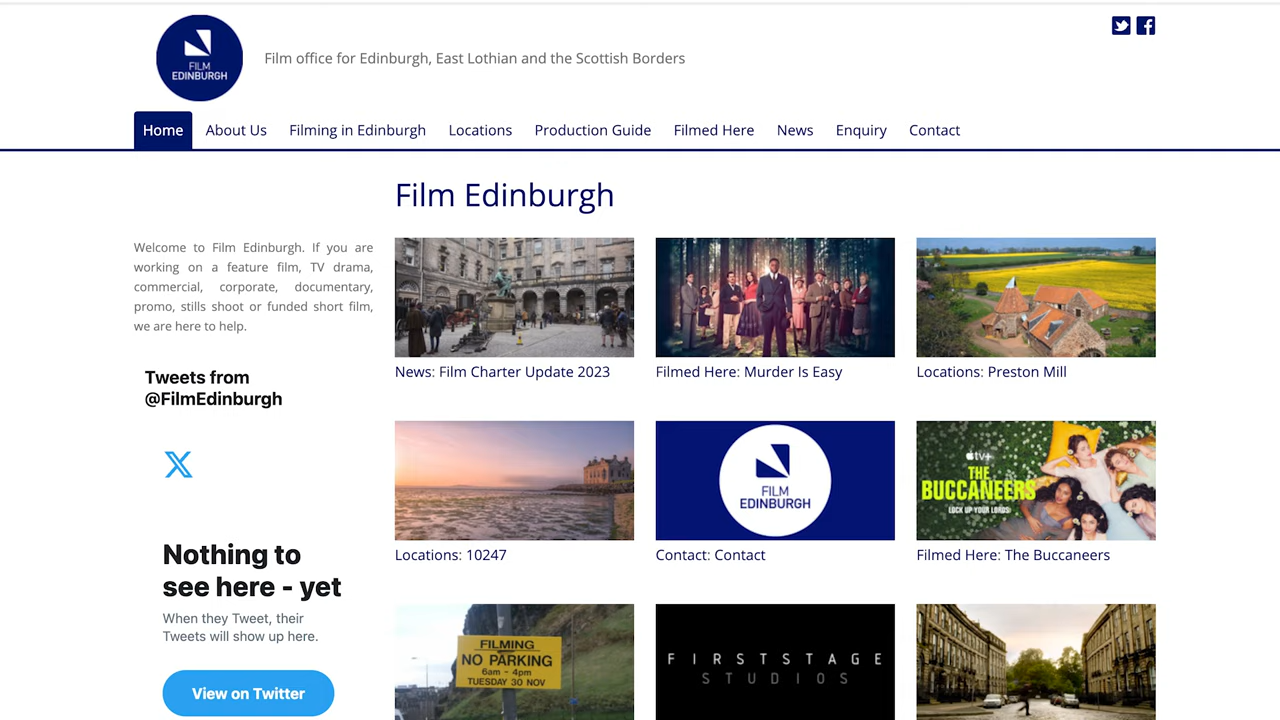 FILM
EDINBURGH
Film office for Edinburgh, East Lothian and the Scottish Borders
Home
About Us
Filming in Edinburgh
Locations
Production Guide
Filmed Here
News
Enquiry
Contact
Film Edinburgh
Welcome to Film Edinburgh. If you are
working on a feature film, TV drama,
commercial, corporate, documentary,
promo, stills shoot or funded short film,
we are here to help.
Tweets from
@FilmEdinburgh
Nothing to
see here - yet
When they Tweet, their
Tweets will show up here.
View on Twitter
News: Film Charter Update 2023
Filmed Here: Murder Is Easy
Locations: Preston Mill
FILM
EDINBURGH
tv+
THE
BUCCANEERS
LOCK UP YOUR LORDS
Locations: 10247
Contact: Contact
Filmed Here: The Buccaneers
FILMING
NO PARKING
6am - 4pm
TUESDAY 30 NOV
FIRSTSTAGE
STUDIOS